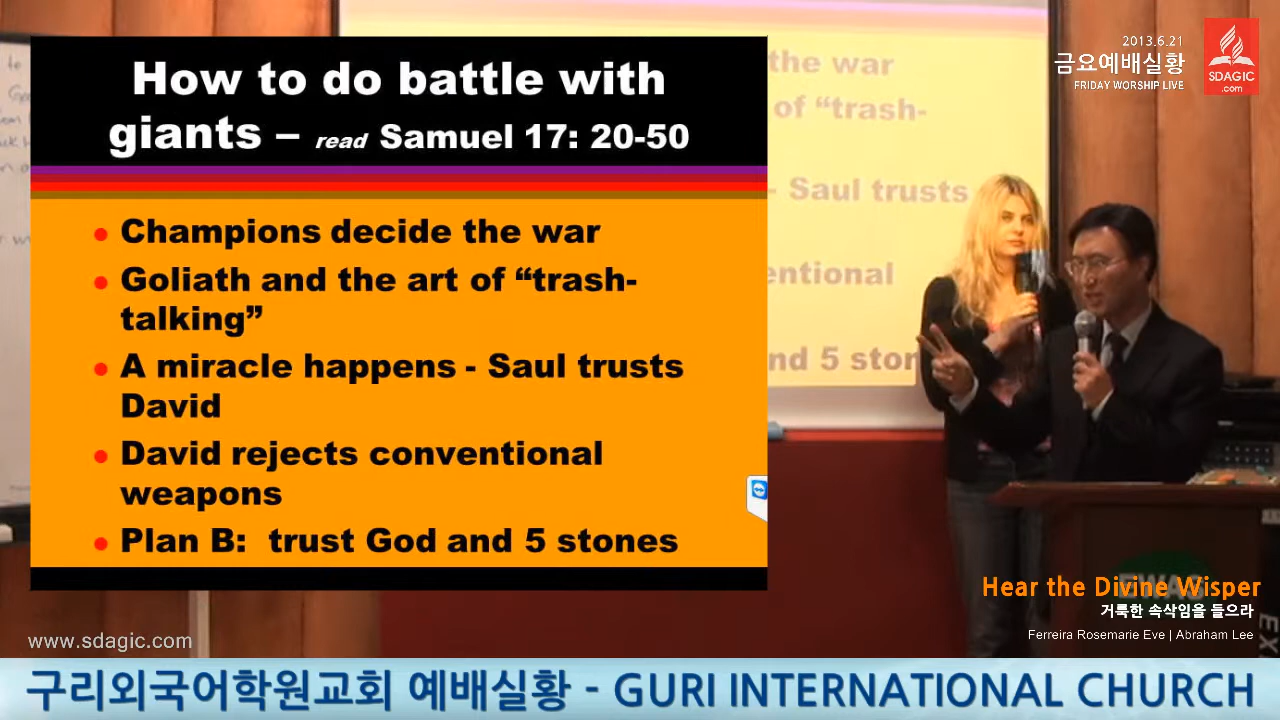 How to do battle with
giants – read Samuel 17: 20-50
• Champions decide the war
• Goliath and the art of “trash-
talking”
• A miracle happens - Saul trusts
David
• David rejects conventional
weapons
• Plan B:  trust God and 5 stones
the war
of “trash-
- Saul trusts
entional
nd 5 ston
2013.6.21
금요예배실황
FRIDAY WORSHIP LIVE
SDAGIC
.com
Hear the Divine Wisper
거룩한 속삭임을 들으라
Ferreira Rosemarie Eve | Abraham Lee
www.sdagic.com
구리외국어학원교회 예배실황 - GURI INTERNATIONAL CHURCH